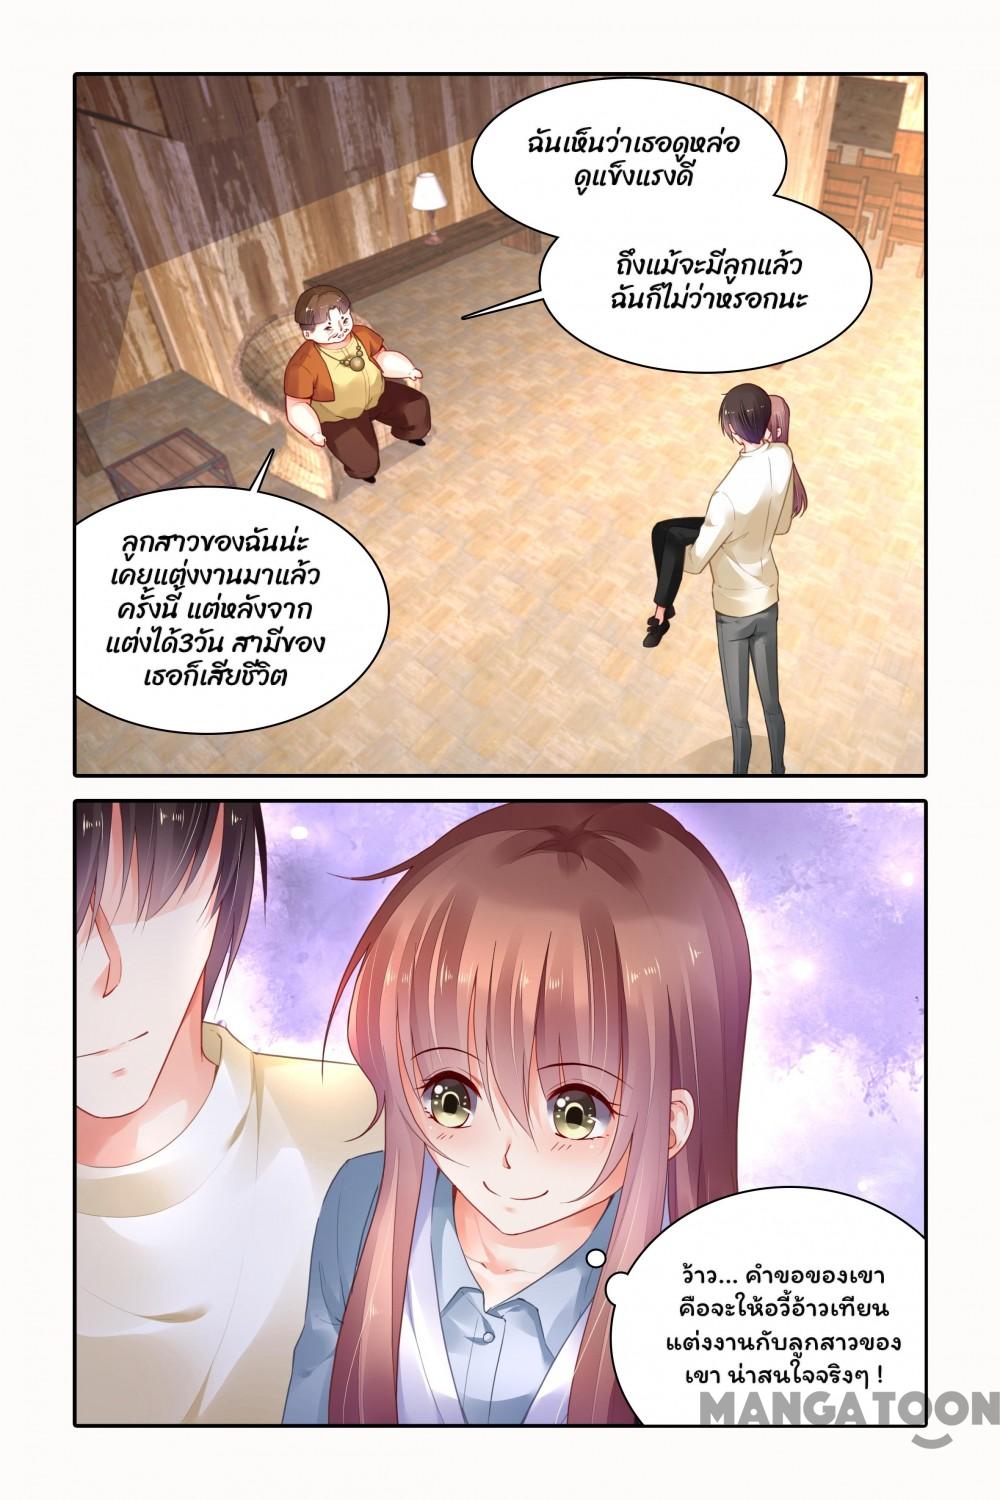 ฉันเห็นว่าเธอดูหล่อ
ดูแข็งแรงดี
ถึงแม้จะมีลูกแล้ว
ฉันก็ไม่ว่าหรอกนะ
ลูกสาวของฉันน่ะ
เคยแต่งงานมาแล้ว
ครั้งนี้ แต่หลังจาก
แต่งได้3วัน สามีของ
เธอก็เสียชีวิต
ว้าว... คำขอของเขา
คือจะให้อวี้อ้าวเทียน
แต่งงานกับลูกสาวของ
เขา น่าสนใจจริงๆ !
MANGATOON